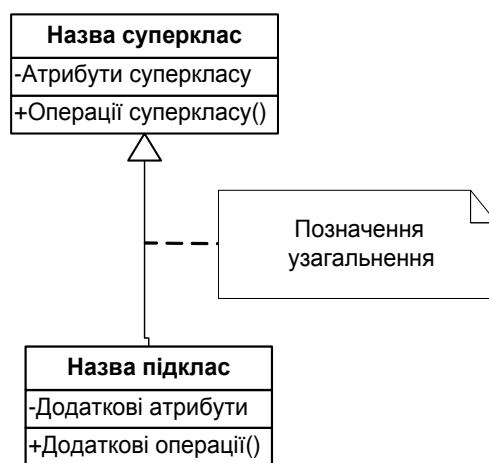 Назва суперклас
-Атрибути суперкласу
+Операції суперкласу()
Позначення
узагальнення
Назва підклас
-Додаткові атрибути
+Додаткові операції()